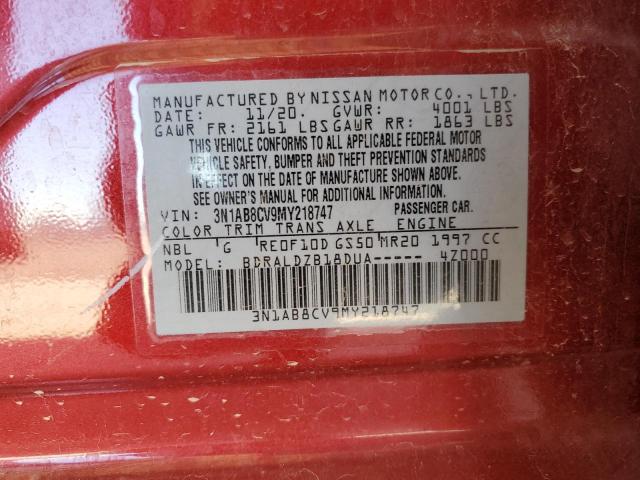 MANUFACTURED BY NISSAN MOTOR CO., LTD.
DATE: 11/20. GVWR: 4001 LBS
GAWR FR: 2161 LBS GAWR RR: 1863 LBS
THIS VEHICLE CONFORMS TO ALL APPLICABLE FEDERAL MOTOR
VEHICLE SAFETY, BUMPER AND THEFT PREVENTION STANDARDS
IN EFFECT ON THE DATE OF MANUFACTURE SHOWN ABOVE.
SEE OWNER'S MANUAL FOR ADDITIONAL INFORMATION.
VIN: 3N1AB8CV9MY218747 PASSENGER CAR.
COLOR TRIM TRANS AXLE ENGINE
NBL G RE0F10D GS50 MR20 1997 CC
MODEL: BDRALDZB18DUA----- 4Z000
3N1AB8CV9MY218747